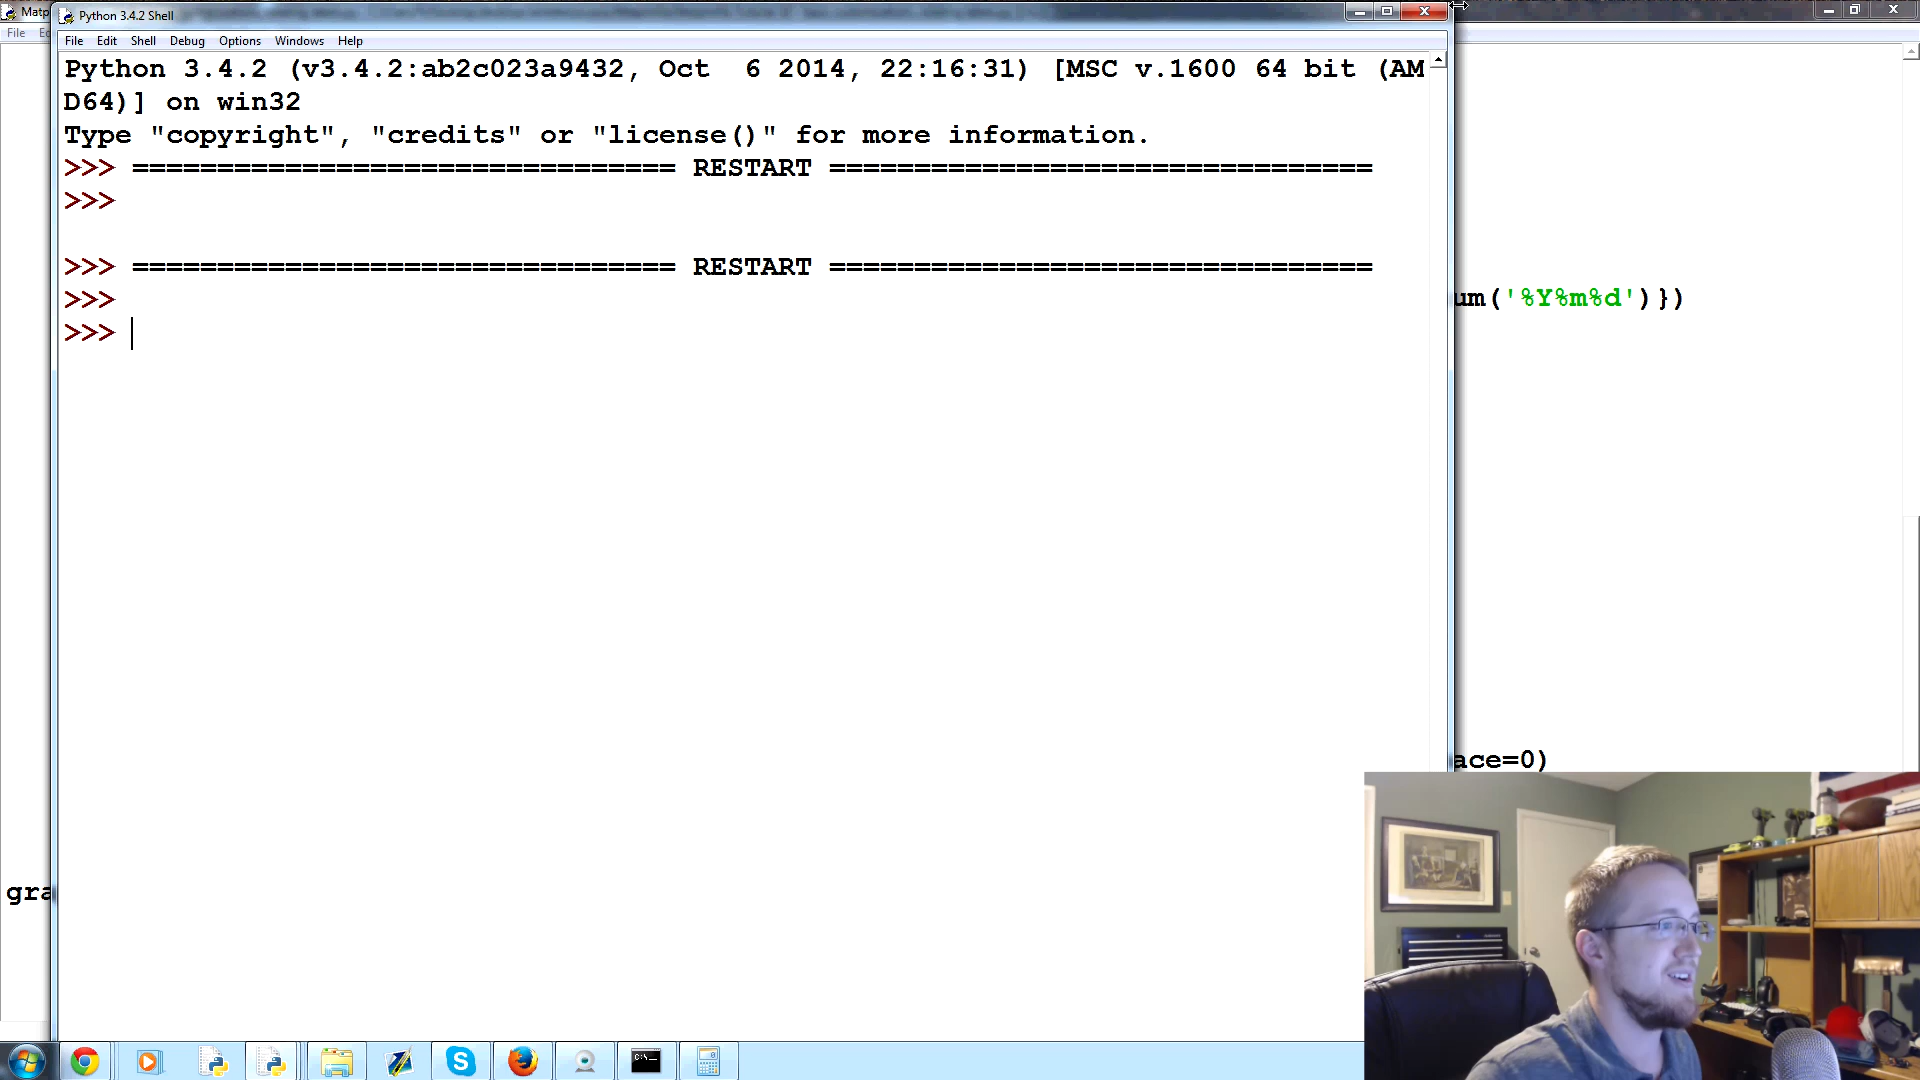 Matp
Python 3.4.2 Shell
File Ed
File Edit Shell Debug Options Windows Help
Python 3.4.2 (v3.4.2:ab2c023a9432, Oct  6 2014, 22:16:31) [MSC v.1600 64 bit (AM
D64)] on win32
Type "copyright", "credits" or "license()" for more information.
>>> ================================ RESTART ================================
>>>
>>> ================================ RESTART ================================
>>>
um('%Y%m%d')})
>>>
ace=0)
gra